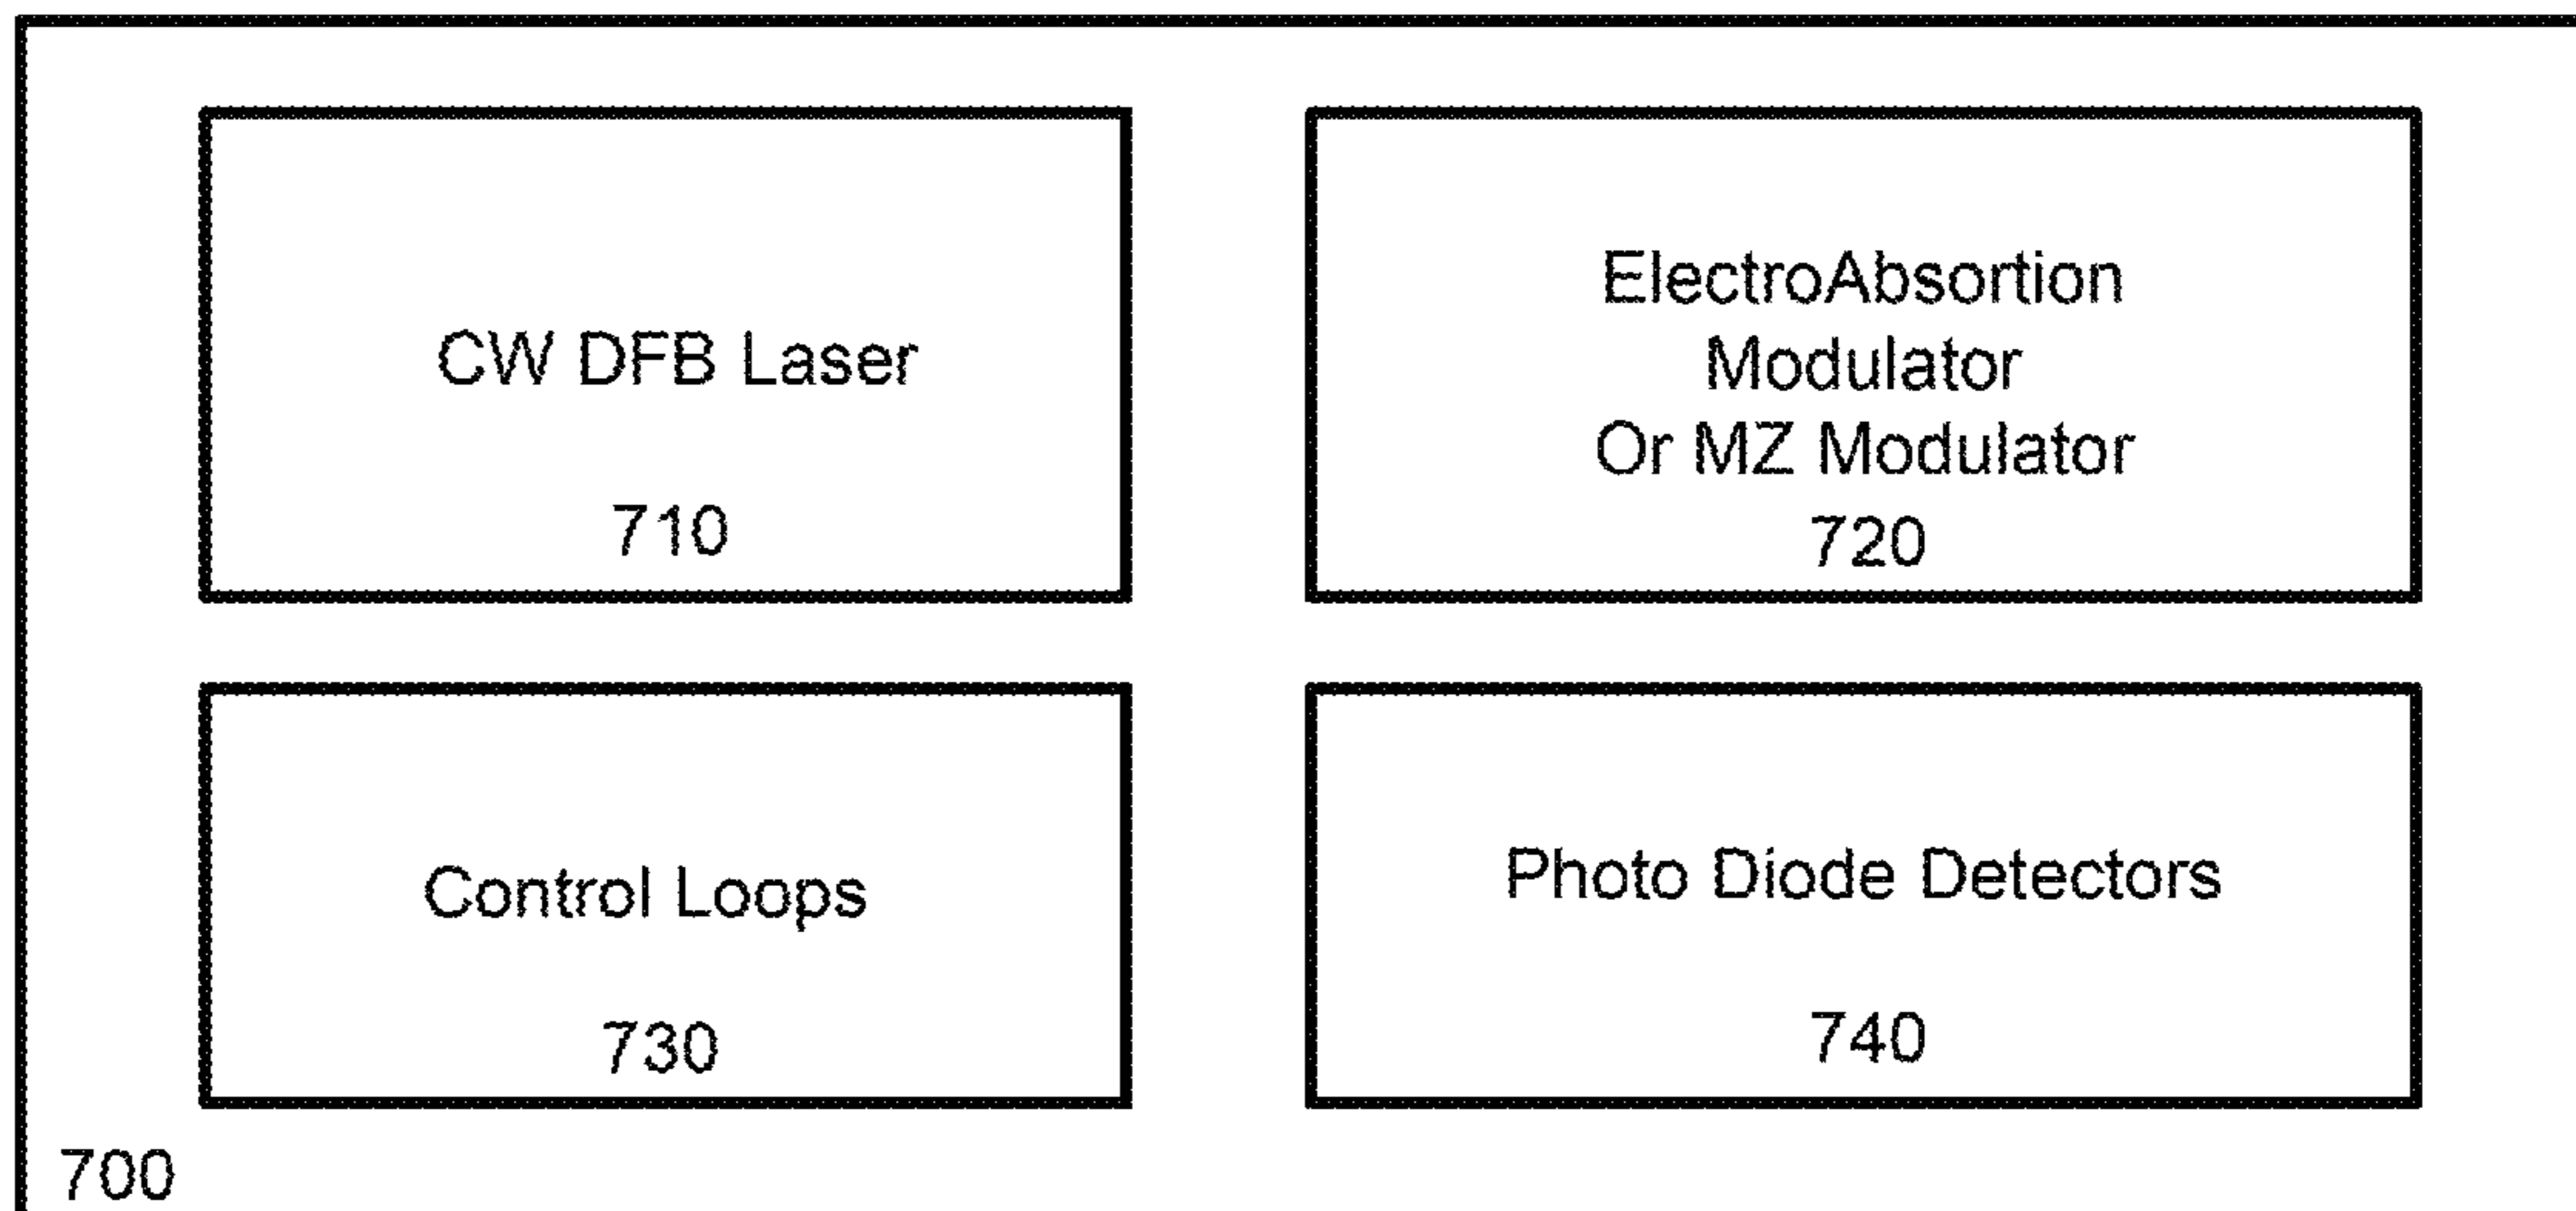 CW DFB Laser
710
ElectroAbsortion
Modulator
Or MZ Modulator
720
Control Loops
730
Photo Diode Detectors
740
700